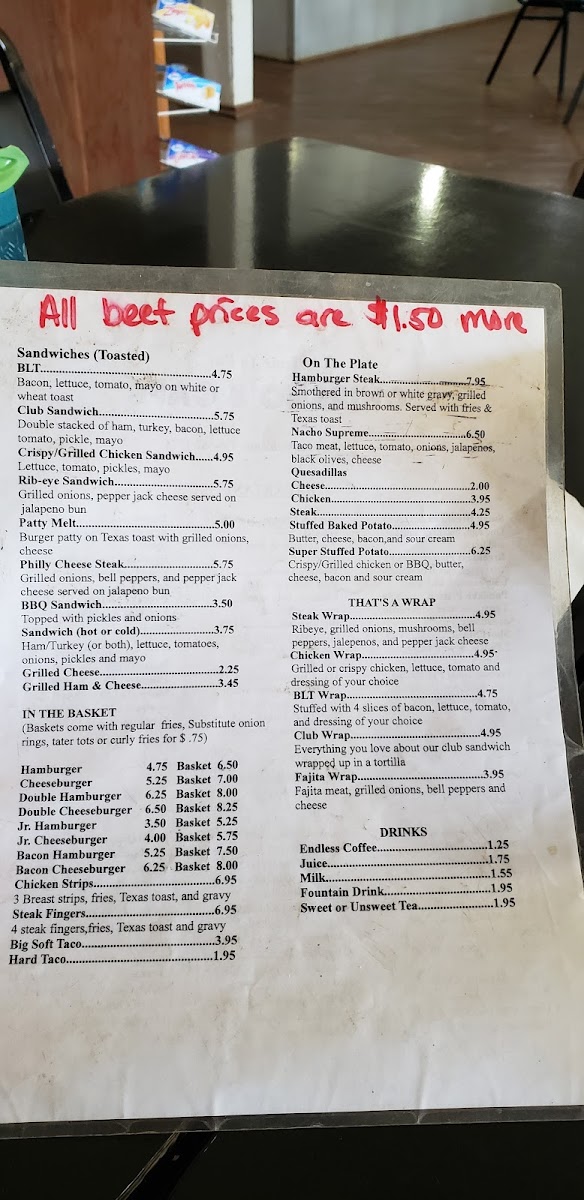 All beef prices are $1.50 more
Sandwiches (Toasted)
BLT..................................................4.75
Bacon, lettuce, tomato, mayo on white or
wheat toast
Club Sandwich..................................5.75
Double stacked of ham, turkey, bacon, lettuce
tomato, pickle, mayo
Crispy/Grilled Chicken Sandwich.....4.95
Lettuce, tomato, pickles, mayo
Rib-eye Sandwich.............................5.75
Grilled onions, pepper jack cheese served on
jalapeno bun
Patty Melt..........................................5.00
Burger patty on Texas toast with grilled onions,
cheese
Philly Cheese Steak..........................5.75
Grilled onions, bell peppers, and pepper jack
cheese served on jalapeno bun
BBQ Sandwich.................................3.50
Topped with pickles and onions
Sandwich (hot or cold)......................3.75
Ham/Turkey (or both), lettuce, tomatoes,
onions, pickles and mayo
Grilled Cheese...................................2.25
Grilled Ham & Cheese.......................3.45
IN THE BASKET
(Baskets come with regular fries, Substitute onion
rings, tater tots or curly fries for $ .75)
Hamburger 4.75 Basket 6.50
Cheeseburger 5.25 Basket 7.00
Double Hamburger 6.25 Basket 8.00
Double Cheeseburger 6.50 Basket 8.25
Jr. Hamburger 3.50 Basket 5.25
Jr. Cheeseburger 4.00 Basket 5.75
Bacon Hamburger 5.25 Basket 7.50
Bacon Cheeseburger 6.25 Basket 8.00
Chicken Strips....................................6.95
3 Breast strips, fries, Texas toast, and gravy
Steak Fingers.....................................6.95
4 steak fingers,fries, Texas toast and gravy
Big Soft Taco.....................................3.95
Hard Taco..........................................1.95
On The Plate
Hamburger Steak.........................7.95
Smothered in brown or white gravy, grilled
onions, and mushrooms. Served with fries &
Texas toast
Nacho Supreme............................6.50
Taco meat, lettuce, tomato, onions, jalapenos,
black olives, cheese
Quesadillas
Cheese..........................................2.00
Chicken........................................3.95
Steak............................................4.25
Stuffed Baked Potato......................4.95
Butter, cheese, bacon,and sour cream
Super Stuffed Potato.......................6.25
Crispy/Grilled chicken or BBQ, butter,
cheese, bacon and sour cream
THAT'S A WRAP
Steak Wrap....................................4.95
Ribeye, grilled onions, mushrooms, bell
peppers, jalepenos, and pepper jack cheese
Chicken Wrap................................4.95
Grilled or crispy chicken, lettuce, tomato and
dressing of your choice
BLT Wrap.....................................4.75
Stuffed with 4 slices of bacon, lettuce, tomato,
and dressing of your choice
Club Wrap.....................................4.95
Everything you love about our club sandwich
wrapped up in a tortilla
Fajita Wrap....................................3.95
Fajita meat, grilled onions, bell peppers and
cheese
DRINKS
Endless Coffee...............................1.25
Juice...............................................1.75
Milk................................................1.55
Fountain Drink...............................1.95
Sweet or Unsweet Tea....................1.95